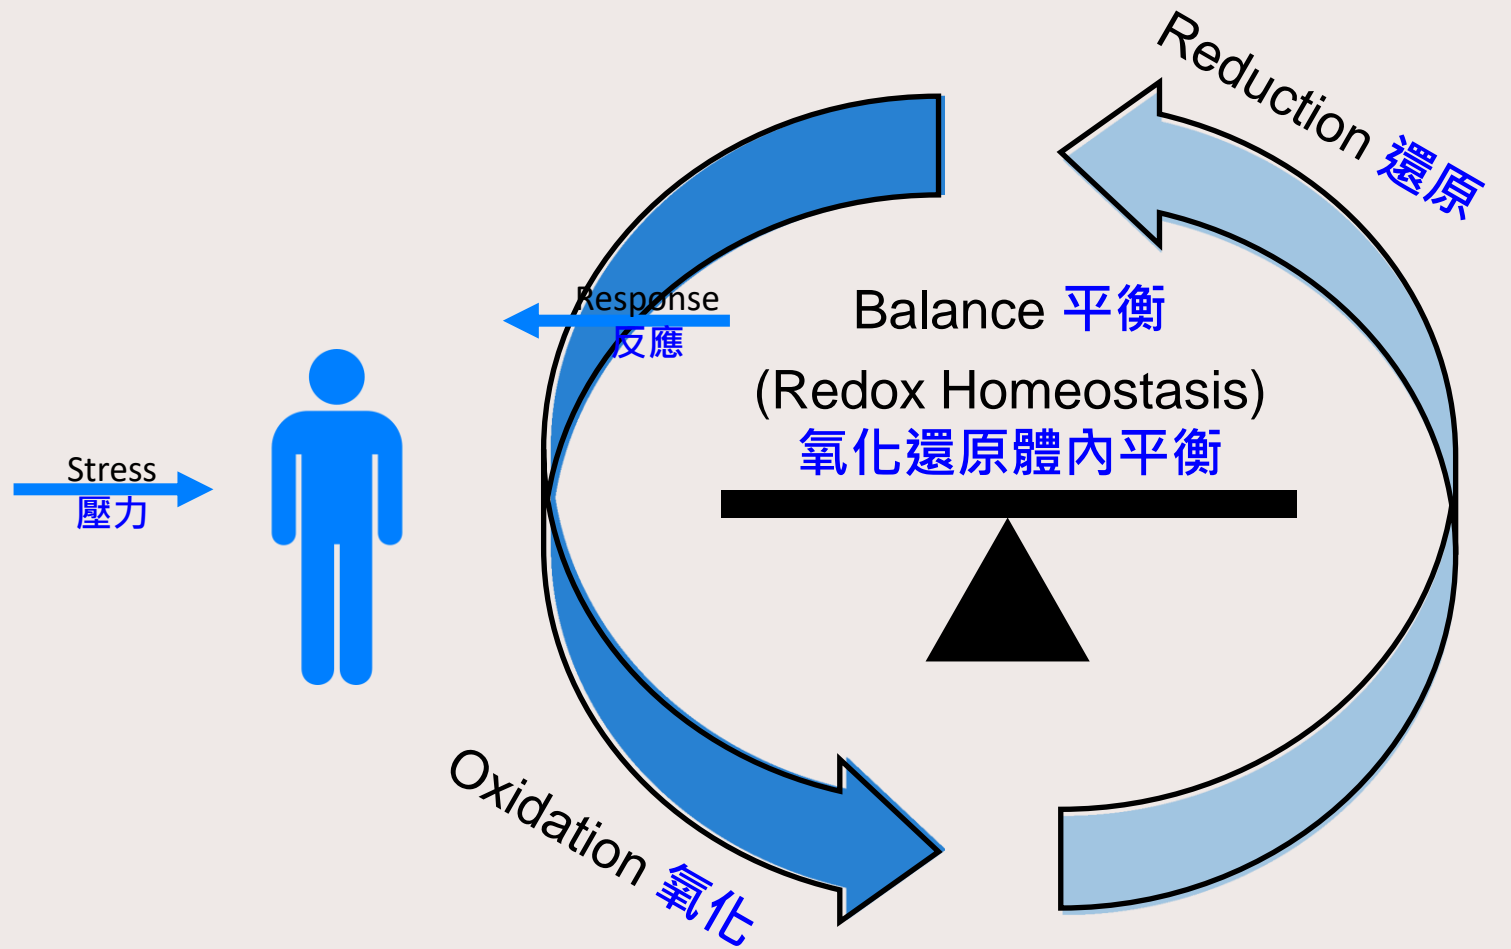 Reduction 還原
Response
反應
Balance 平衡
(Redox Homeostasis)
氧化還原體內平衡
Stress
壓力
Oxidation 氧化